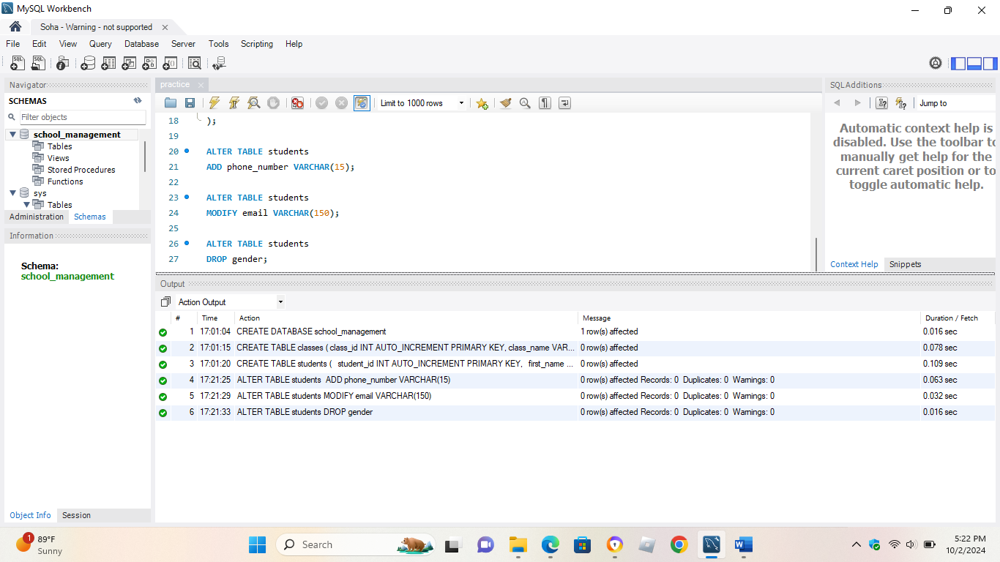 MySQL Workbench
Soha - Warning - not supported
File Edit View Query Database Server Tools Scripting Help
Navigator
SCHEMAS
Filter objects
school_management
Tables
Views
Stored Procedures
Functions
sys
Tables
Administration Schemas
Information
Schema:
school_management
Object Info Session
practice
Limit to 1000 rows
18 );
19
20 ALTER TABLE students
21 ADD phone_number VARCHAR(15);
22
23 ALTER TABLE students
24 MODIFY email VARCHAR(150);
25
26 ALTER TABLE students
27 DROP gender;
SQLAdditions
Jump to
Automatic context help is
disabled. Use the toolbar to
manually get help for the
current caret position or to
toggle automatic help.
Context Help Snippets
Output
Action Output
# Time Action Message Duration / Fetch
1 17:01:04 CREATE DATABASE school_management 1 row(s) affected 0.016 sec
2 17:01:15 CREATE TABLE classes ( class_id INT AUTO_INCREMENT PRIMARY KEY, class_name VAR... 0 row(s) affected 0.078 sec
3 17:01:20 CREATE TABLE students ( student_id INT AUTO_INCREMENT PRIMARY KEY, first_name ... 0 row(s) affected 0.109 sec
4 17:21:25 ALTER TABLE students ADD phone_number VARCHAR(15) 0 row(s) affected Records: 0 Duplicates: 0 Warnings: 0 0.063 sec
5 17:21:29 ALTER TABLE students MODIFY email VARCHAR(150) 0 row(s) affected Records: 0 Duplicates: 0 Warnings: 0 0.032 sec
6 17:21:33 ALTER TABLE students DROP gender 0 row(s) affected Records: 0 Duplicates: 0 Warnings: 0 0.016 sec
1
89°F
Sunny
Search
5:22 PM
10/2/2024